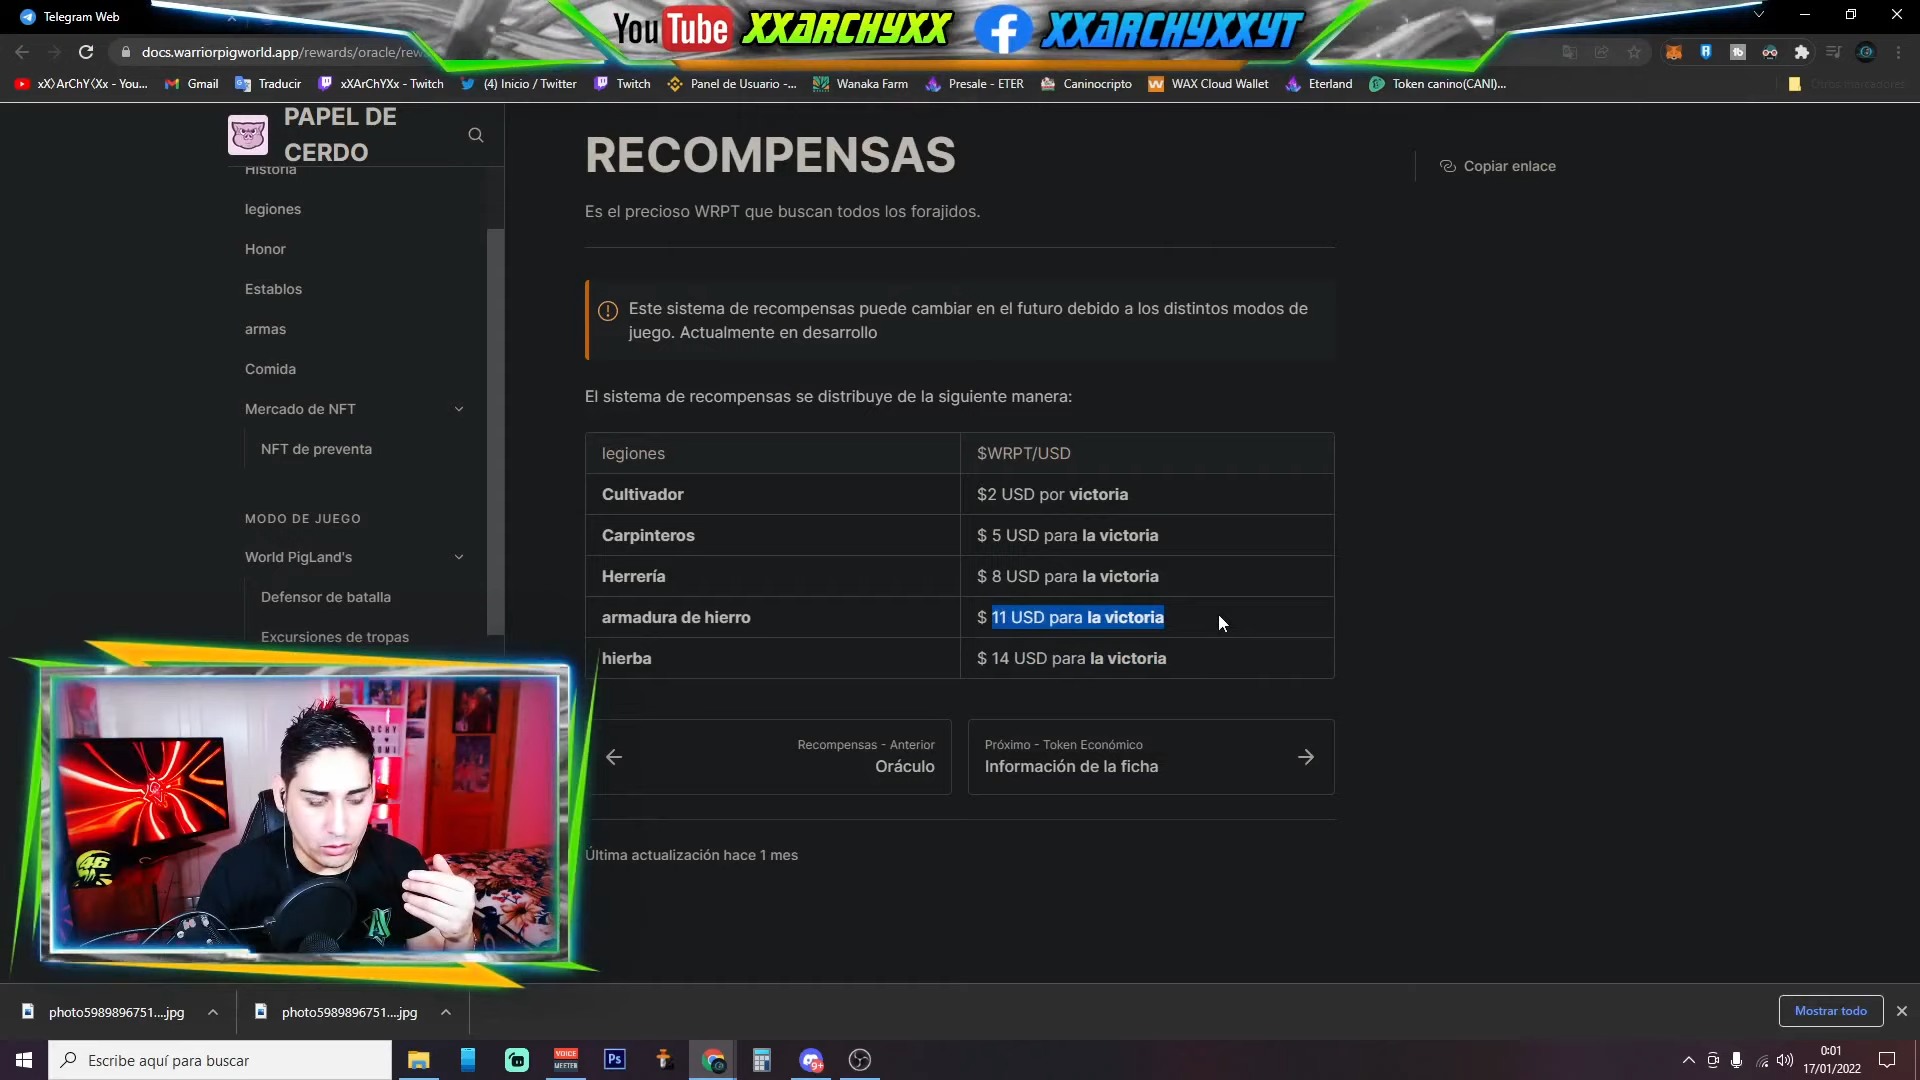 Telegram Web
YouTube XXARCHYXX
XXARCHYXXYT
docs.warriorpigworld.app/rewards/oracle/rew
xX)ArChY(Xx - You...
Gmail
Traducir
xXArChYXx - Twitch
(4) Inicio / Twitter
Twitch
Panel de Usuario -...
Wanaka Farm
Presale - ETER
Caninocripto
WAX Cloud Wallet
Eterland
Token canino(CANI)...
Otros marcadores
PAPEL DE
CERDO
Historia
legiones
Honor
Establos
armas
Comida
Mercado de NFT
NFT de preventa
MODO DE JUEGO
World PigLand's
Defensor de batalla
Excursiones de tropas
RECOMPENSAS
Copiar enlace
Es el precioso WRPT que buscan todos los forajidos.
Este sistema de recompensas puede cambiar en el futuro debido a los distintos modos de
juego. Actualmente en desarrollo
El sistema de recompensas se distribuye de la siguiente manera:
legiones $WRPT/USD
Cultivador $2 USD por victoria
Carpinteros $ 5 USD para la victoria
Herrería $ 8 USD para la victoria
armadura de hierro $ 11 USD para la victoria
hierba $ 14 USD para la victoria
Recompensas - Anterior
Oráculo
Próximo - Token Económico
Información de la ficha
Última actualización hace 1 mes
46
photo5989896751....jpg
photo5989896751....jpg
Mostrar todo
Escribe aquí para buscar
VOICE
MEETER
Ps
9+
0:01
17/01/2022